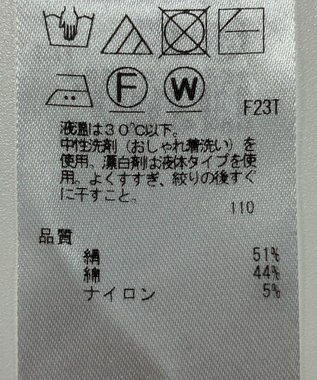 F W
F23T
液温は30℃以下。
中性洗剤(おしゃれ着洗い)を
使用。漂白剤は液体タイプを使
用。よくすすぎ、絞りの後すぐ
に干すこと。
110
品質
絹 51%
綿 44%
ナイロン 5%